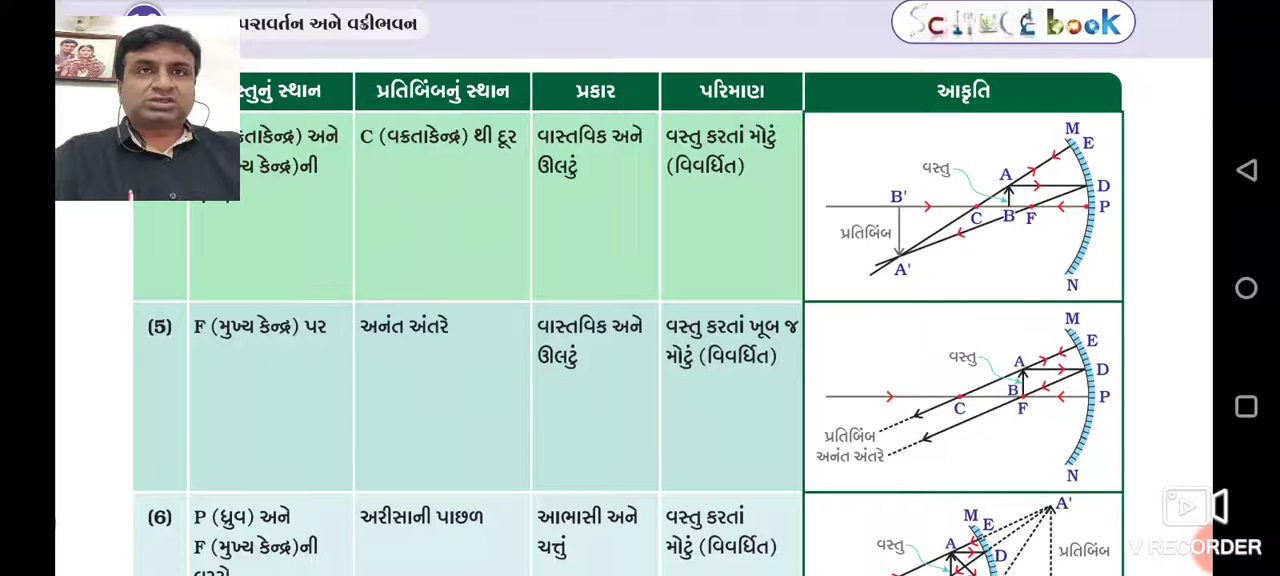 પરાવર્તન અને વક્રીભવન
Science book
સ્થાન
પ્રતિબિંબનું સ્થાન
પ્રકાર
પરિમાણ
આકૃતિ
અને
C (વક્રતાકેન્દ્ર) થી દૂર
વાસ્તવિક અને
ઊલટું
વસ્તુ કરતાં મોટું
(વિવર્ધિત)
M
E
વસ્તુ
A
D
B'
P
C
B
F
પ્રતિબિંબ
A'
N
(5)
F (મુખ્ય કેન્દ્ર) પર
અનંત અંતરે
વાસ્તવિક અને
ઊલટું
વસ્તુ કરતાં ખૂબ જ
મોટું (વિવર્ધિત)
M
E
વસ્તુ
A
D
B
P
C
F
પ્રતિબિંબ
અનંત અંતરે
N
(6)
P (ધ્રુવ) અને
F (મુખ્ય કેન્દ્ર)ની
અરીસાની પાછળ
આભાસી અને
ચત્તું
વસ્તુ કરતાં
મોટું (વિવર્ધિત)
A'
M
E
વસ્તુ
A
D
પ્રતિબિંબ
V RECORDER